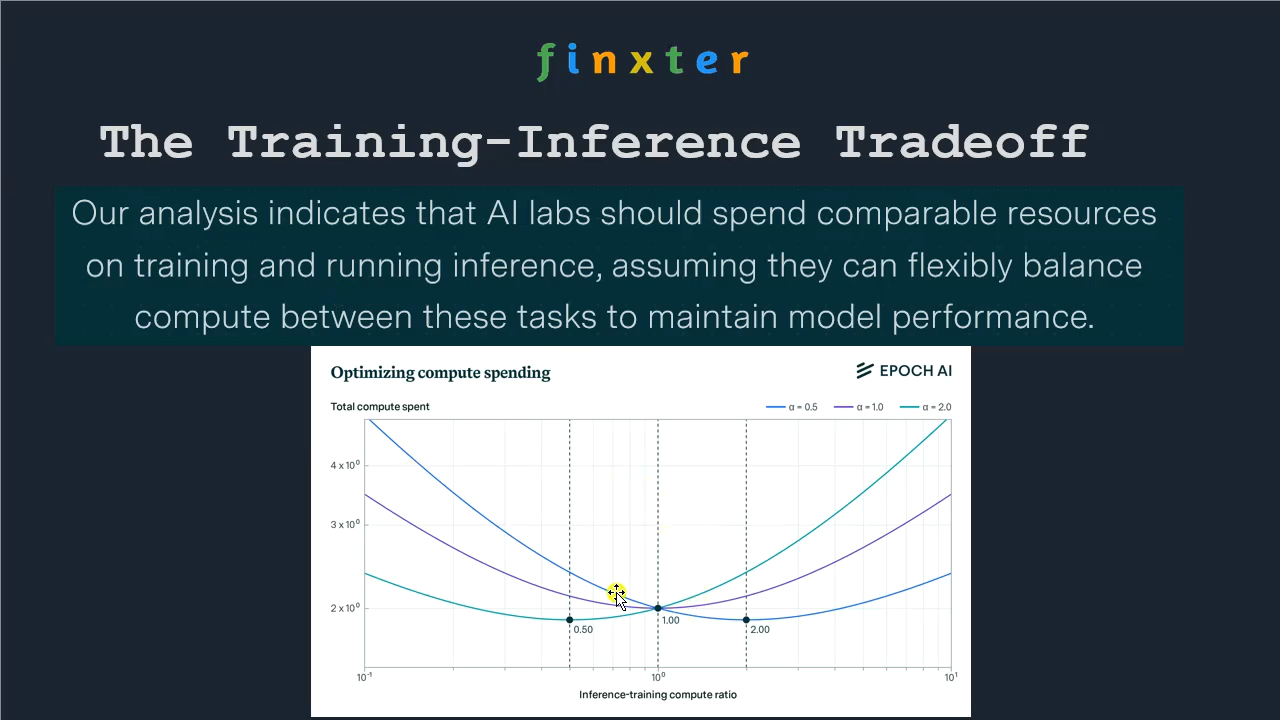 finxter
The Training-Inference Tradeoff
Our analysis indicates that AI labs should spend comparable resources
on training and running inference, assuming they can flexibly balance
compute between these tasks to maintain model performance.
Optimizing compute spending
EPOCH AI
Total compute spent
α = 0.5 α = 1.0 α = 2.0
4 x 10⁰
3 x 10⁰
2 x 10⁰
0.50 1.00 2.00
10⁻¹ 10⁰ 10¹
Inference-training compute ratio